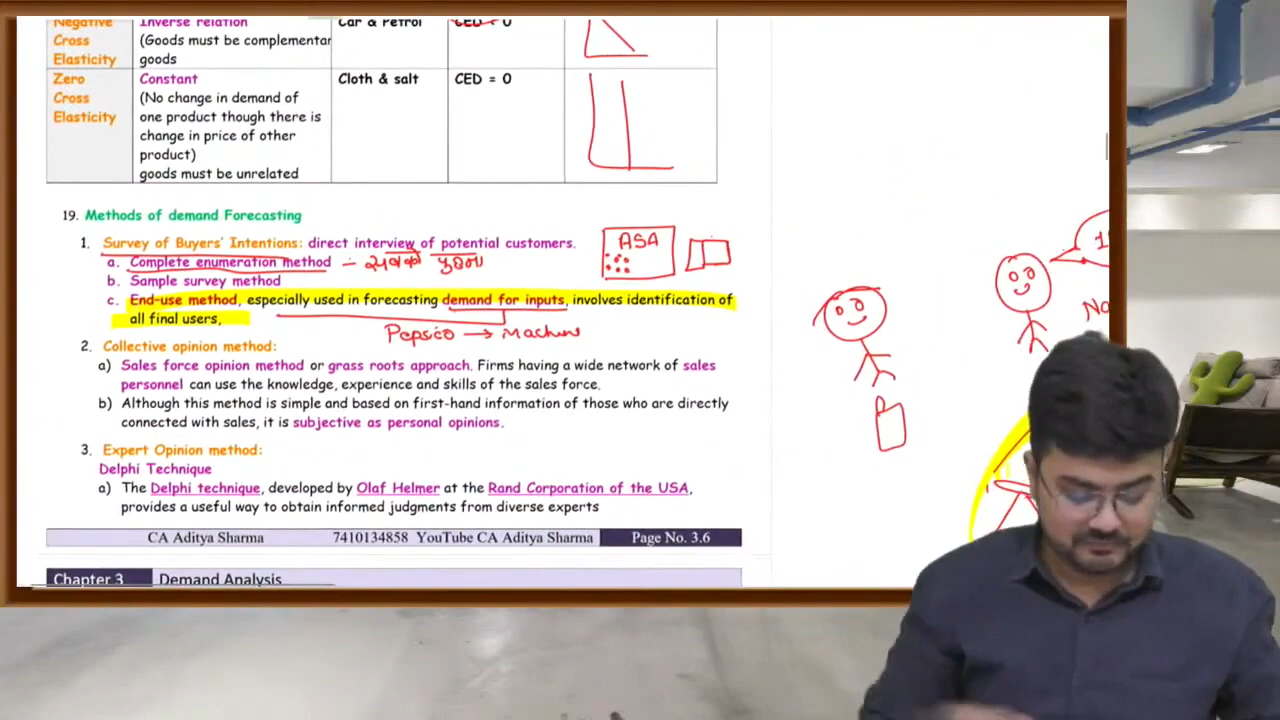 Negative
Cross
Elasticity
Inverse relation
(Goods must be complementar
goods
Car & Petrol
CED < 0
Zero
Cross
Elasticity
Constant
(No change in demand of
one product though there is
change in price of other
product)
goods must be unrelated
Cloth & salt
CED = 0
19. Methods of demand Forecasting
1. Survey of Buyers' Intentions: direct interview of potential customers.
ASA
a. Complete enumeration method
b. Sample survey method
c. End-use method, especially used in forecasting demand for inputs, involves identification of
all final users,
Pepsico → Machine
2. Collective opinion method:
a) Sales force opinion method or grass roots approach. Firms having a wide network of sales
personnel can use the knowledge, experience and skills of the sales force.
b) Although this method is simple and based on first-hand information of those who are directly
connected with sales, it is subjective as personal opinions.
3. Expert Opinion method:
Delphi Technique
a) The Delphi technique, developed by Olaf Helmer at the Rand Corporation of the USA,
provides a useful way to obtain informed judgments from diverse experts
CA Aditya Sharma 7410134858 YouTube CA Aditya Sharma Page No. 3.6
Chapter 3 Demand Analysis
No